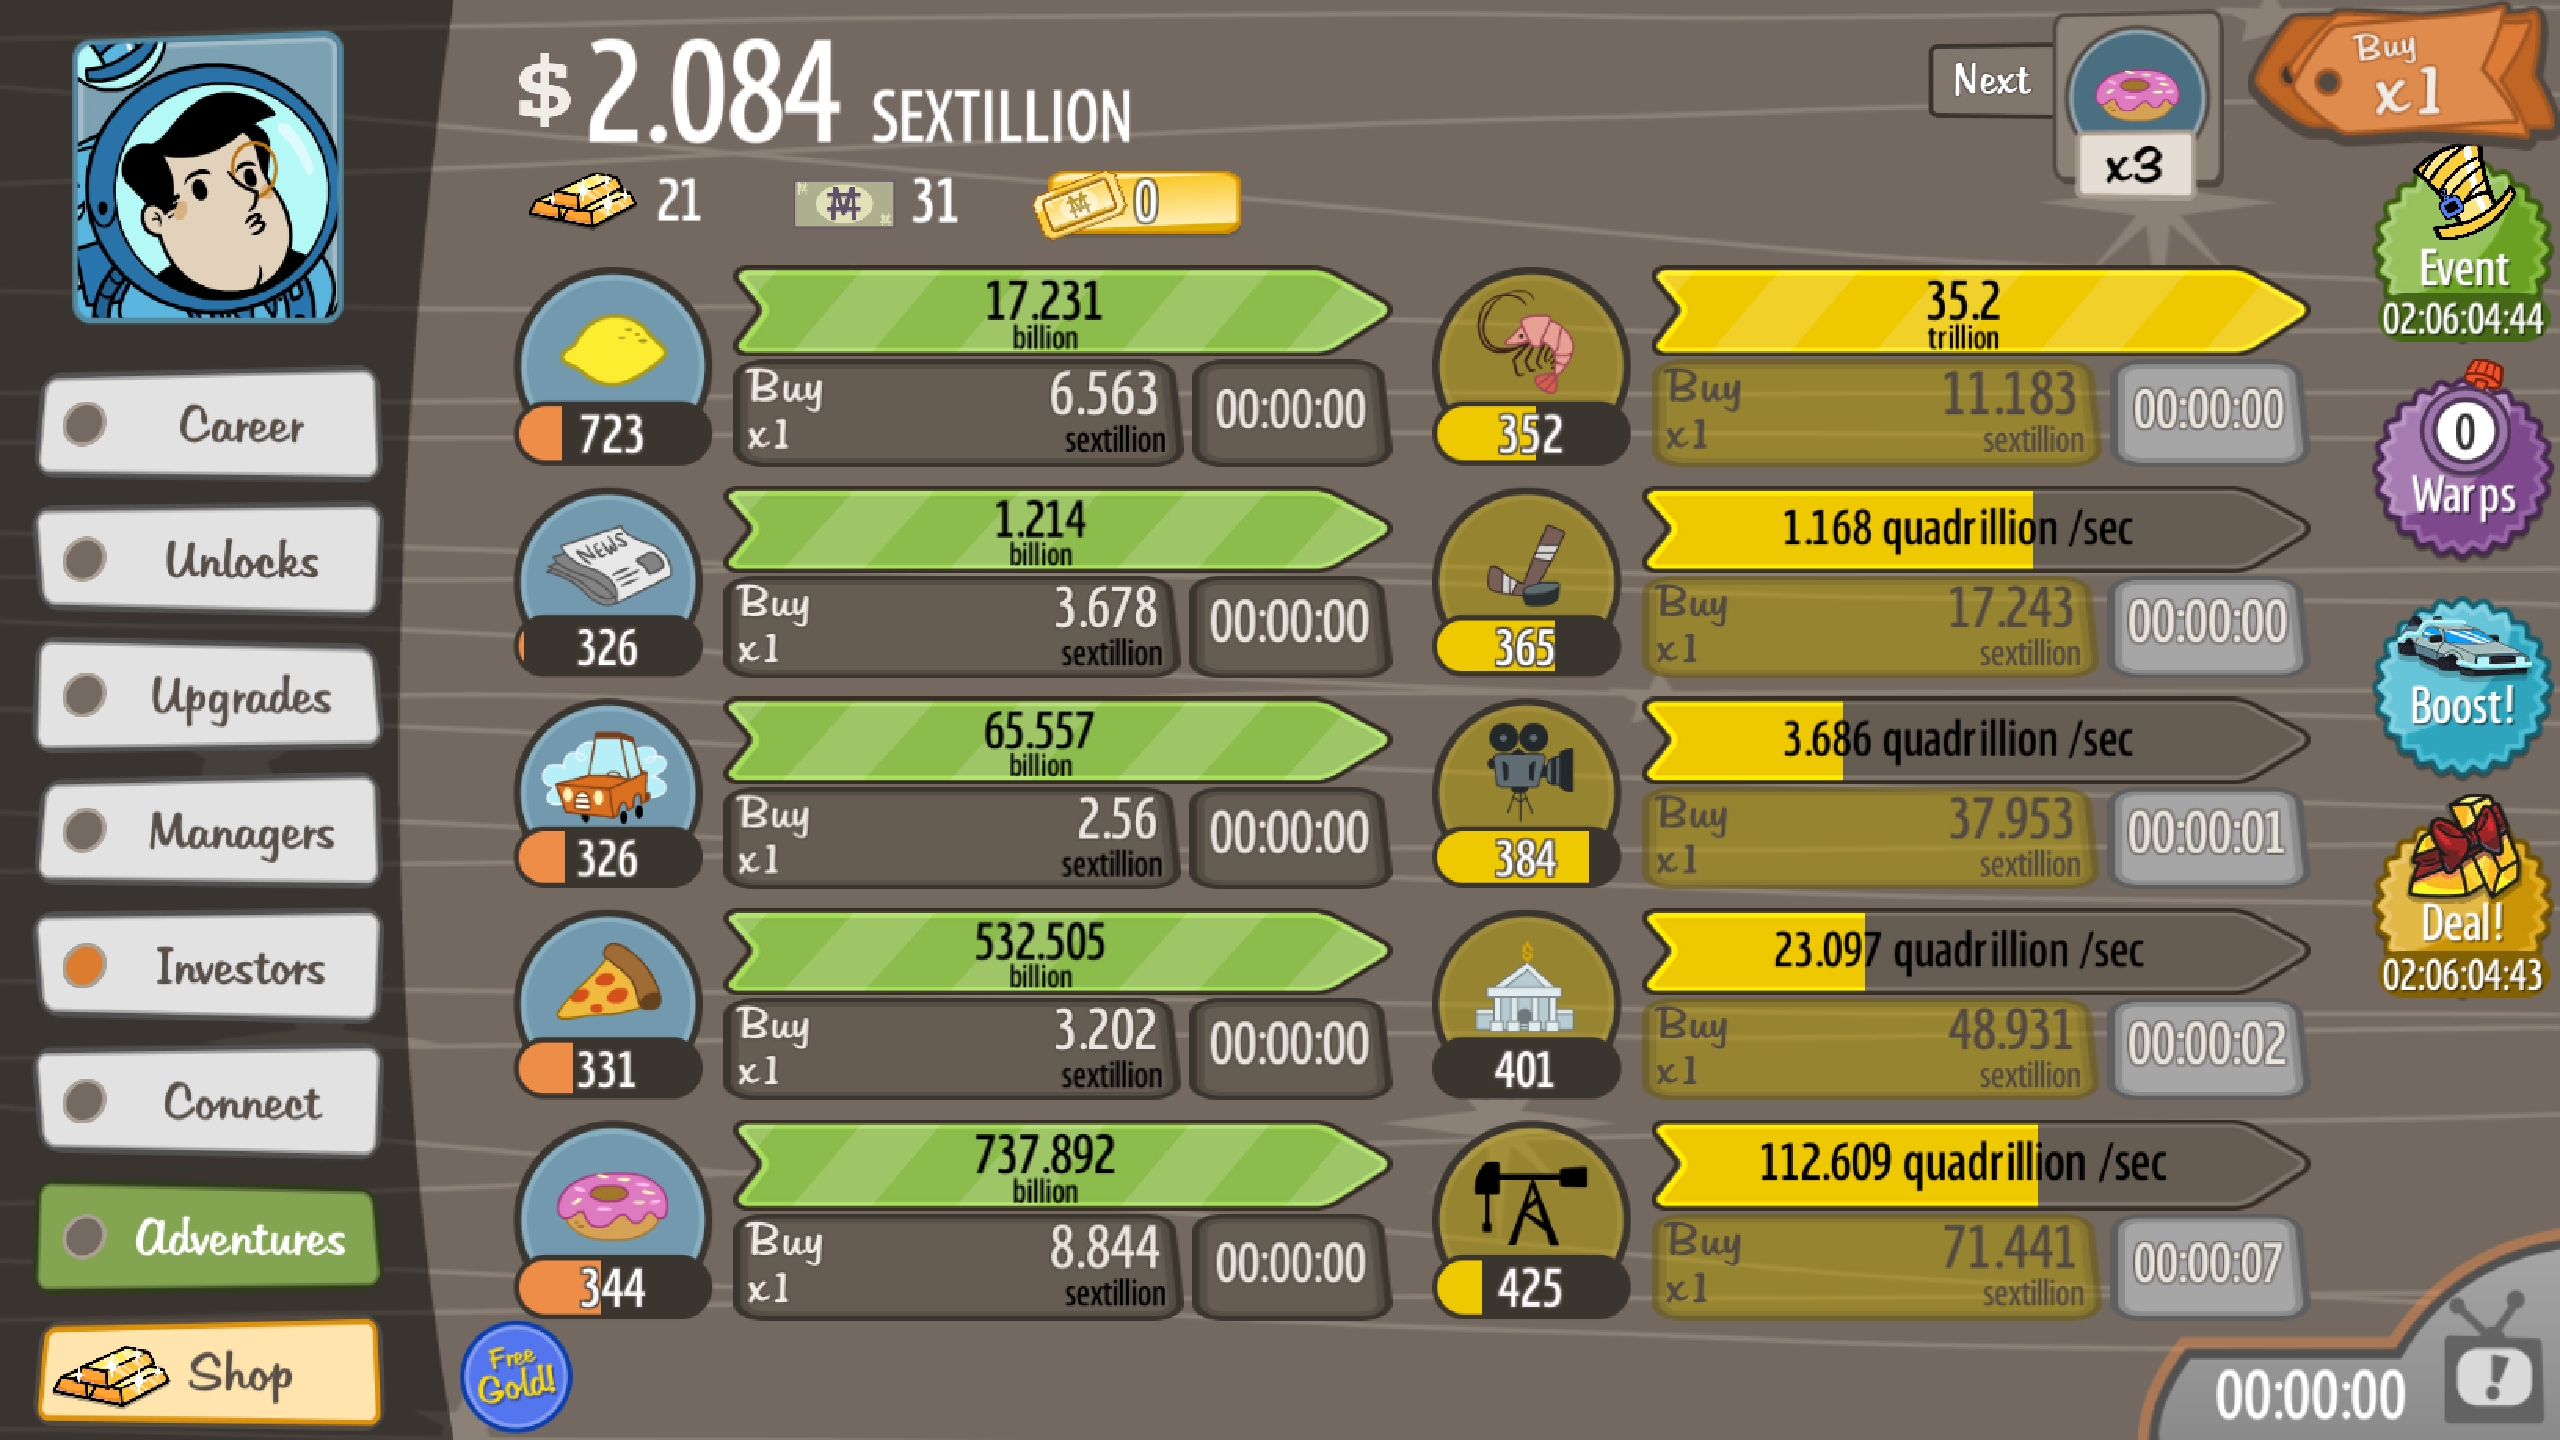 $2.084 SEXTILLION
21
31
0
Next
x3
Buy
x1
Event
02:06:04:44
0
Warps
Boost!
Deal!
02:06:04:43
Career
Unlocks
Upgrades
Managers
Investors
Connect
Adventures
Shop
Free
Gold!
17.231
billion
723
Buy
x1
6.563
sextillion
00:00:00
NEWS
1.214
billion
326
Buy
x1
3.678
sextillion
00:00:00
65.557
billion
326
Buy
x1
2.56
sextillion
00:00:00
532.505
billion
331
Buy
x1
3.202
sextillion
00:00:00
737.892
billion
344
Buy
x1
8.844
sextillion
00:00:00
35.2
trillion
352
Buy
x1
11.183
sextillion
00:00:00
1.168 quadrillion /sec
365
Buy
x1
17.243
sextillion
00:00:00
3.686 quadrillion /sec
384
Buy
x1
37.953
sextillion
00:00:01
23.097 quadrillion /sec
401
Buy
x1
48.931
sextillion
00:00:02
112.609 quadrillion /sec
425
Buy
x1
71.441
sextillion
00:00:07
00:00:00
!